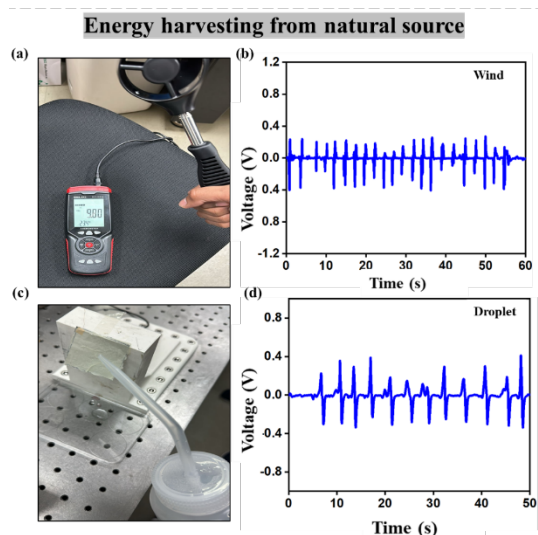 Energy harvesting from natural source
(a)
9.00
(b)
Wind
Voltage (V)
1.2
0.8
0.4
0.0
-0.4
-0.8
-1.2
0 10 20 30 40 50 60
Time (s)
(c)
(d)
Droplet
Voltage (V)
0.8
0.4
0.0
-0.4
-0.8
0 10 20 30 40 50
Time (s)